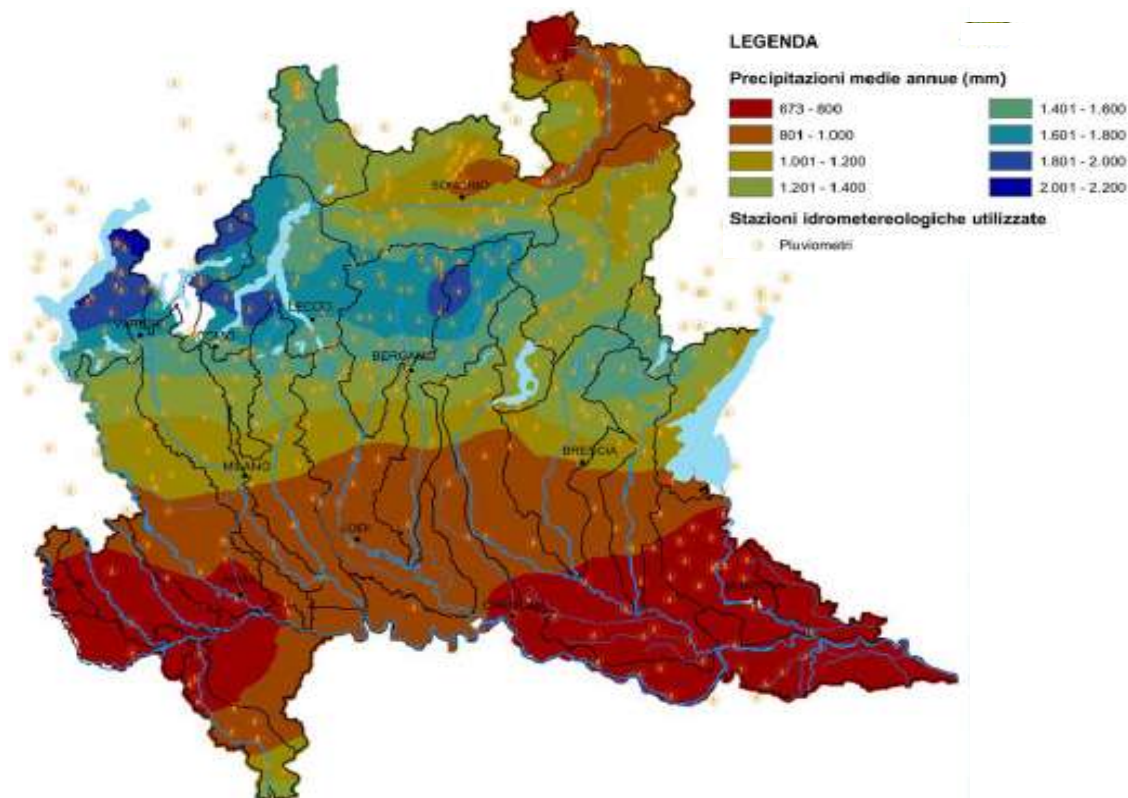 LEGENDA
Precipitazioni medie annue (mm)
673 - 800
801 - 1.000
1.001 - 1.200
1.201 - 1.400
1.401 - 1.600
1.601 - 1.800
1.801 - 2.000
2.001 - 2.200
Stazioni idrometereologiche utilizzate
Pluviometri
SONDRIO
LECCO
VARESE
COMO
BERGAMO
BRESCIA
MILANO
LODI